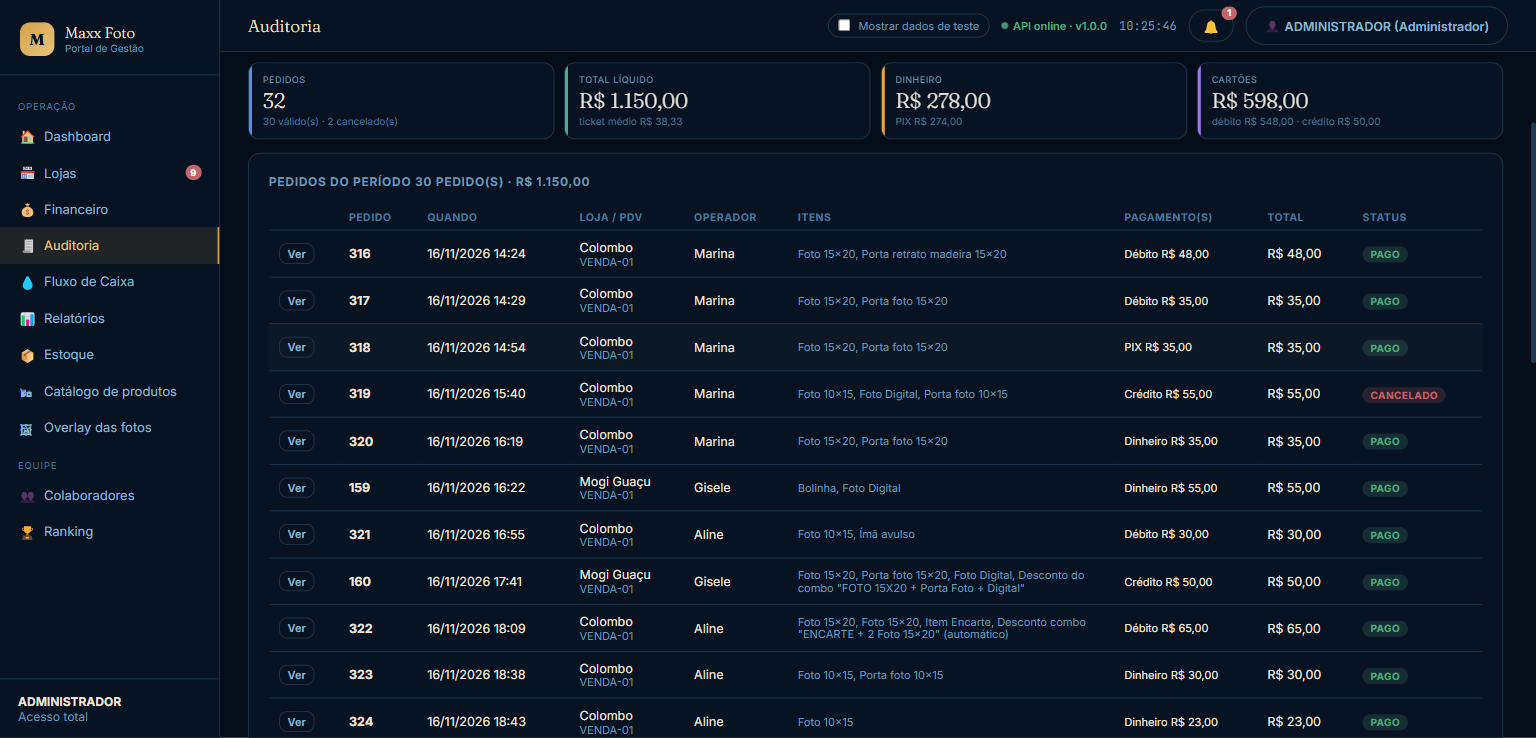 M
Maxx Foto
Portal de Gestão
OPERAÇÃO
Dashboard
Lojas 9
Financeiro
Auditoria
Fluxo de Caixa
Relatórios
Estoque
Catálogo de produtos
Overlay das fotos
EQUIPE
Colaboradores
Ranking
ADMINISTRADOR
Acesso total
Auditoria
Mostrar dados de teste
API online · v1.0.0
10:25:46
1
ADMINISTRADOR (Administrador)
PEDIDOS
32
30 válido(s) · 2 cancelado(s)
TOTAL LÍQUIDO
R$ 1.150,00
ticket médio R$ 38,33
DINHEIRO
R$ 278,00
PIX R$ 274,00
CARTÕES
R$ 598,00
débito R$ 548,00 · crédito R$ 50,00
PEDIDOS DO PERÍODO 30 PEDIDO(S) · R$ 1.150,00
PEDIDO QUANDO LOJA / PDV OPERADOR ITENS PAGAMENTO(S) TOTAL STATUS
Ver 316 16/11/2026 14:24 Colombo Marina Foto 15×20, Porta retrato madeira 15×20 Débito R$ 48,00 R$ 48,00 PAGO
VENDA-01
Ver 317 16/11/2026 14:29 Colombo Marina Foto 15×20, Porta foto 15×20 Débito R$ 35,00 R$ 35,00 PAGO
VENDA-01
Ver 318 16/11/2026 14:54 Colombo Marina Foto 15×20, Porta foto 15×20 PIX R$ 35,00 R$ 35,00 PAGO
VENDA-01
Ver 319 16/11/2026 15:40 Colombo Marina Foto 10×15, Foto Digital, Porta foto 10×15 Crédito R$ 55,00 R$ 55,00 CANCELADO
VENDA-01
Ver 320 16/11/2026 16:19 Colombo Marina Foto 15×20, Porta foto 15×20 Dinheiro R$ 35,00 R$ 35,00 PAGO
VENDA-01
Ver 159 16/11/2026 16:22 Mogi Guaçu Gisele Bolinha, Foto Digital Dinheiro R$ 55,00 R$ 55,00 PAGO
VENDA-01
Ver 321 16/11/2026 16:55 Colombo Aline Foto 10×15, Ímã avulso Débito R$ 30,00 R$ 30,00 PAGO
VENDA-01
Ver 160 16/11/2026 17:41 Mogi Guaçu Gisele Foto 15×20, Porta foto 15×20, Foto Digital, Desconto do Crédito R$ 50,00 R$ 50,00 PAGO
VENDA-01 combo "FOTO 15X20 + Porta Foto + Digital"
Ver 322 16/11/2026 18:09 Colombo Aline Foto 15×20, Foto 15×20, Item Encarte, Desconto combo Débito R$ 65,00 R$ 65,00 PAGO
VENDA-01 "ENCARTE + 2 Foto 15×20" (automático)
Ver 323 16/11/2026 18:38 Colombo Aline Foto 10×15, Porta foto 10×15 Dinheiro R$ 30,00 R$ 30,00 PAGO
VENDA-01
Ver 324 16/11/2026 18:43 Colombo Aline Foto 10×15 Dinheiro R$ 23,00 R$ 23,00 PAGO
VENDA-01